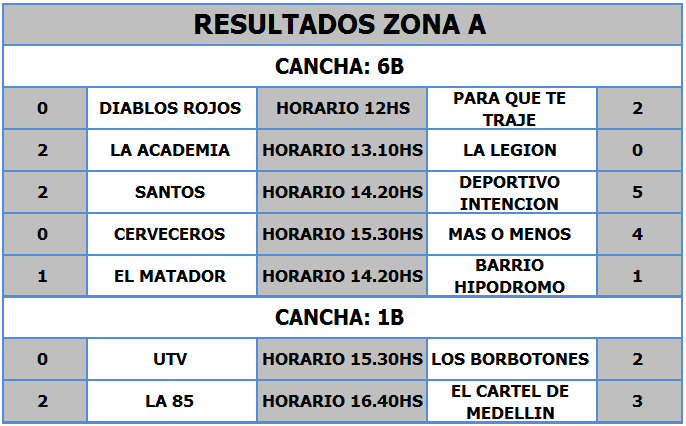 RESULTADOS ZONA A
CANCHA: 6B
0 DIABLOS ROJOS HORARIO 12HS PARA QUE TE TRAJE 2
2 LA ACADEMIA HORARIO 13.10HS LA LEGION 0
2 SANTOS HORARIO 14.20HS DEPORTIVO INTENCION 5
0 CERVECEROS HORARIO 15.30HS MAS O MENOS 4
1 EL MATADOR HORARIO 14.20HS BARRIO HIPODROMO 1
CANCHA: 1B
0 UTV HORARIO 15.30HS LOS BORBOTONES 2
2 LA 85 HORARIO 16.40HS EL CARTEL DE MEDELLIN 3